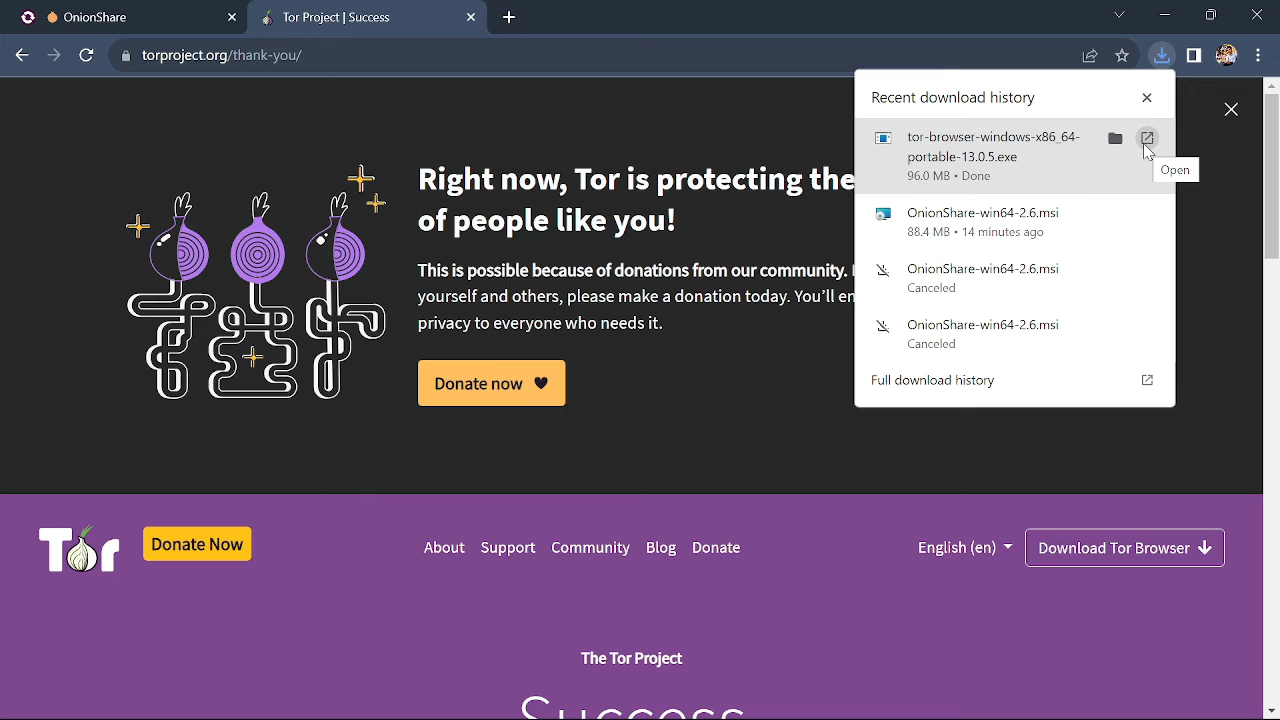 OnionShare
Tor Project | Success
torproject.org/thank-you/
Recent download history
tor-browser-windows-x86_64-
portable-13.0.5.exe
96.0 MB • Done
Open
OnionShare-win64-2.6.msi
88.4 MB • 14 minutes ago
OnionShare-win64-2.6.msi
Canceled
OnionShare-win64-2.6.msi
Canceled
Full download history
Right now, Tor is protecting the
of people like you!
This is possible because of donations from our community.
yourself and others, please make a donation today. You'll en
privacy to everyone who needs it.
Donate now
Tor
Donate Now
About
Support
Community
Blog
Donate
English (en)
Download Tor Browser
The Tor Project
Success